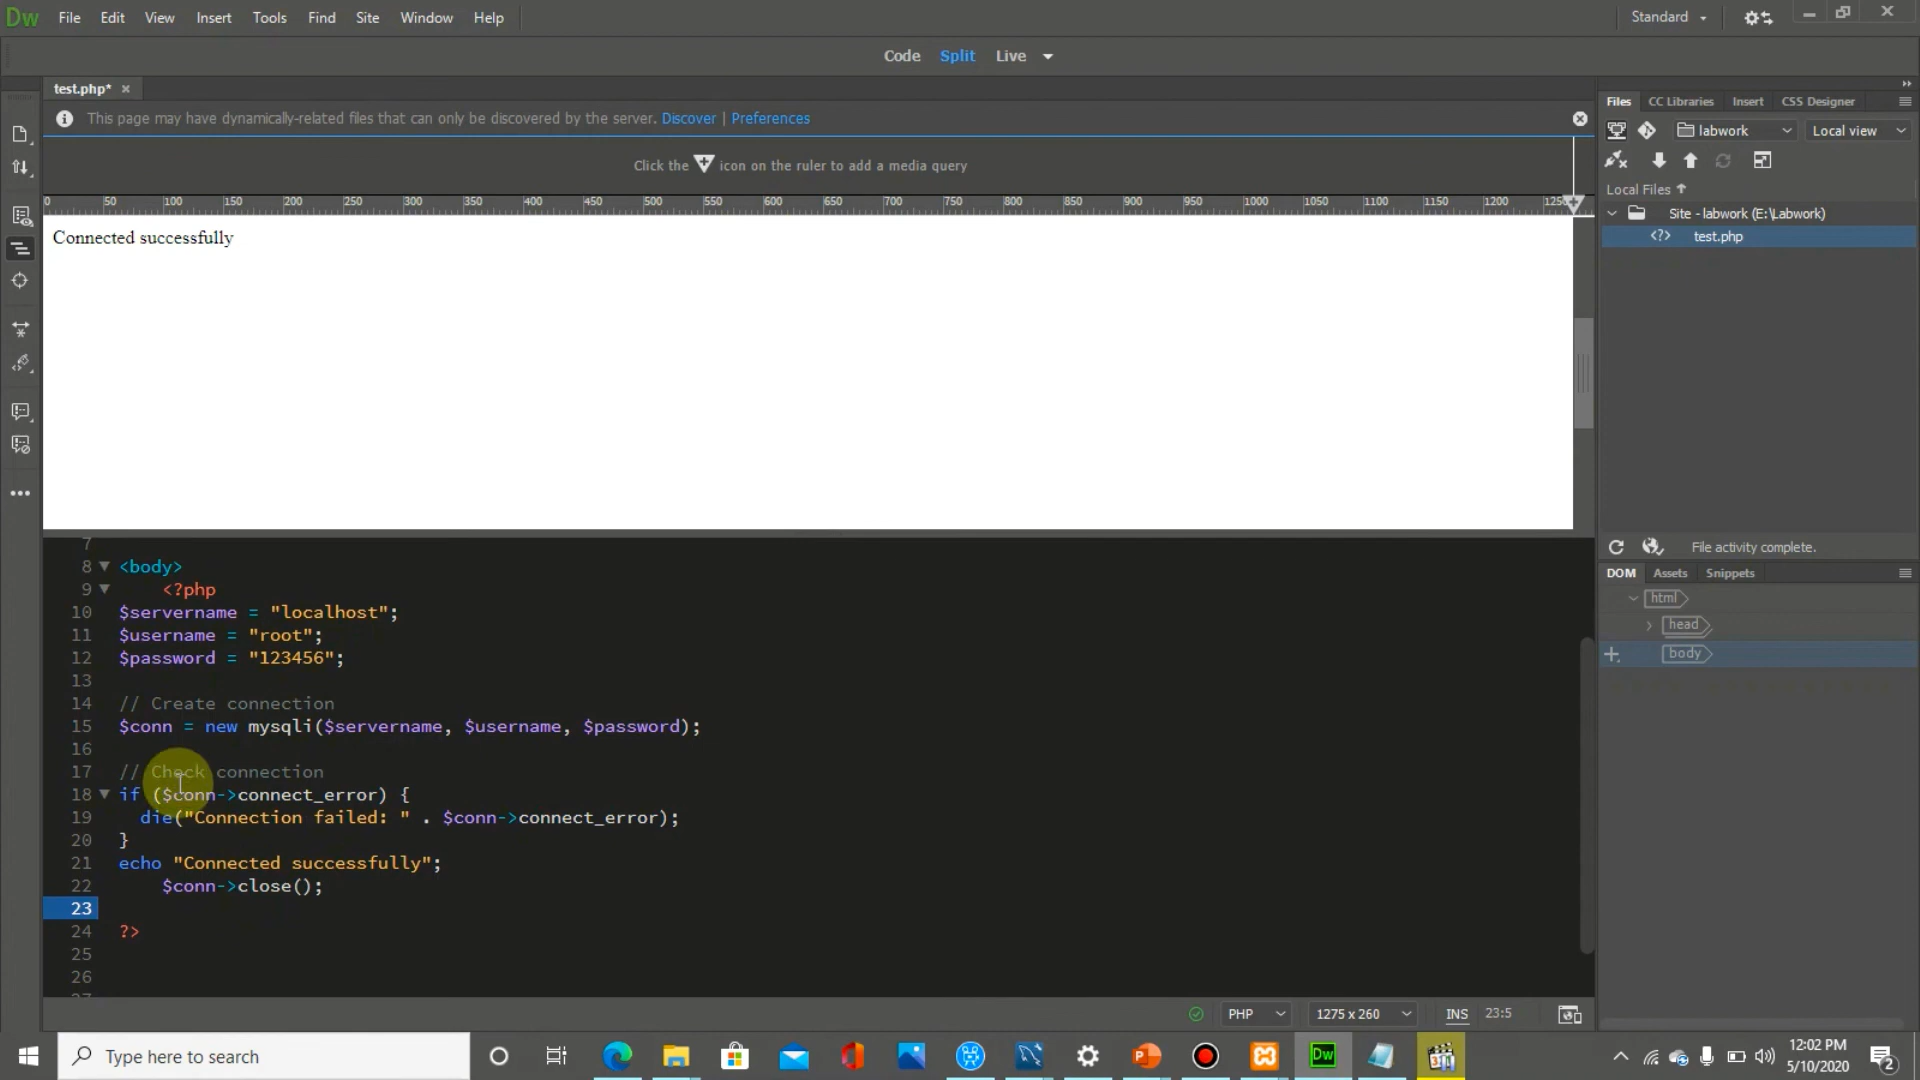 Dw File Edit View Insert Tools Find Site Window Help Standard
Code Split Live
test.php*
This page may have dynamically-related files that can only be discovered by the server. Discover | Preferences
Click the icon on the ruler to add a media query
0 50 100 150 200 250 300 350 400 450 500 550 600 650 700 750 800 850 900 950 1000 1050 1100 1150 1200 1250
Connected successfully
7
8 <body>
9 <?php
10 $servername = "localhost";
11 $username = "root";
12 $password = "123456";
13
14 // Create connection
15 $conn = new mysqli($servername, $username, $password);
16
17 // Check connection
18 if ($conn->connect_error) {
19 die("Connection failed: " . $conn->connect_error);
20 }
21 echo "Connected successfully";
22 $conn->close();
23
24 ?>
25
26
27
PHP 1275 x 260 INS 23:5
Files CC Libraries Insert CSS Designer
labwork Local view
Local Files
Site - labwork (E:\Labwork)
<?> test.php
File activity complete.
DOM Assets Snippets
html
head
body
Type here to search
Dw
12:02 PM
5/10/2020
2